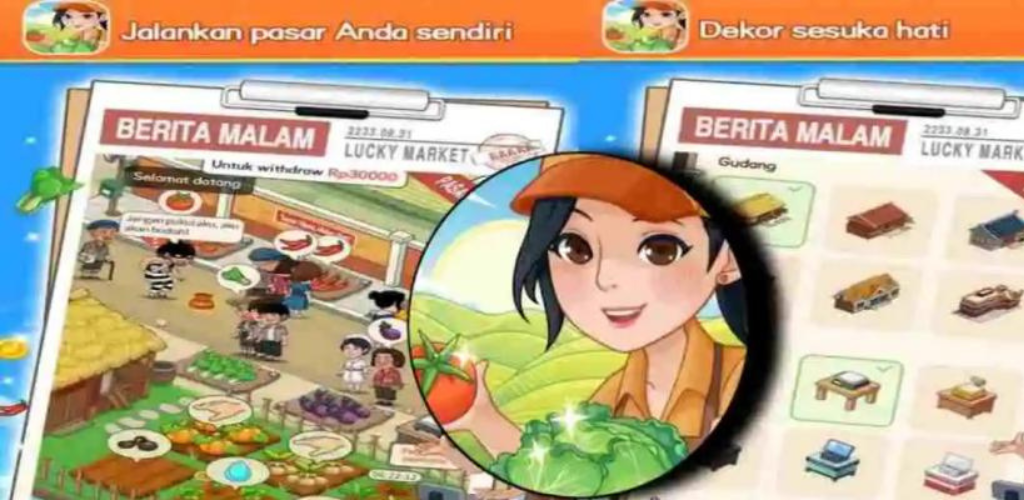 Jalankan pasar Anda sendiri
Dekor sesuka hati
BERITA MALAM
2233.08.31
LUCKY MARKET
Untuk withdraw Rp30000
Selamat datang
Jangan pukul aku, aku
akan
BERITA MALAM
2233.08.31
LUCKY MARK
Gudang